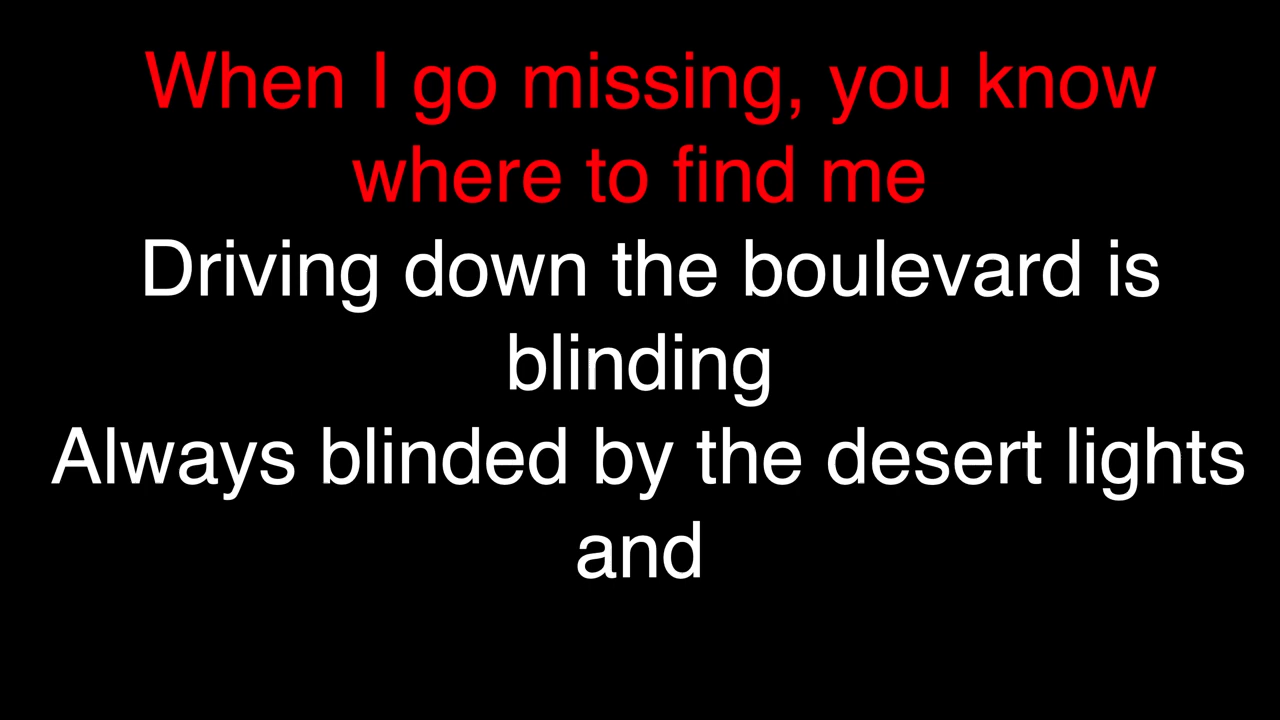 When I go missing, you know
where to find me
Driving down the boulevard is
blinding
Always blinded by the desert lights
and